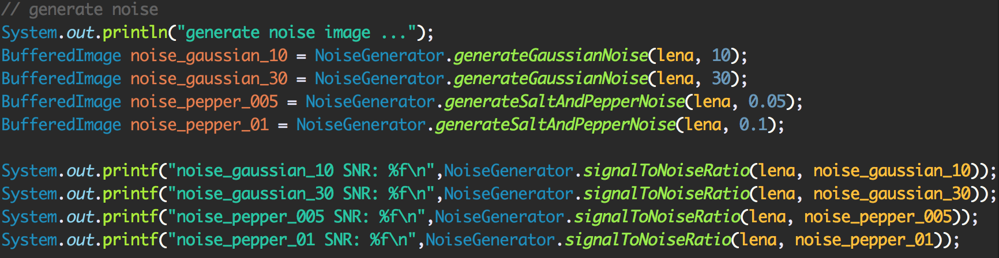 // generate noise
System.out.println("generate noise image ...");
BufferedImage noise_gaussian_10 = NoiseGenerator.generateGaussianNoise(lena, 10);
BufferedImage noise_gaussian_30 = NoiseGenerator.generateGaussianNoise(lena, 30);
BufferedImage noise_pepper_005 = NoiseGenerator.generateSaltAndPepperNoise(lena, 0.05);
BufferedImage noise_pepper_01 = NoiseGenerator.generateSaltAndPepperNoise(lena, 0.1);
System.out.printf("noise_gaussian_10 SNR: %f\n",NoiseGenerator.signalToNoiseRatio(lena, noise_gaussian_10));
System.out.printf("noise_gaussian_30 SNR: %f\n",NoiseGenerator.signalToNoiseRatio(lena, noise_gaussian_30));
System.out.printf("noise_pepper_005 SNR: %f\n",NoiseGenerator.signalToNoiseRatio(lena, noise_pepper_005));
System.out.printf("noise_pepper_01 SNR: %f\n",NoiseGenerator.signalToNoiseRatio(lena, noise_pepper_01));